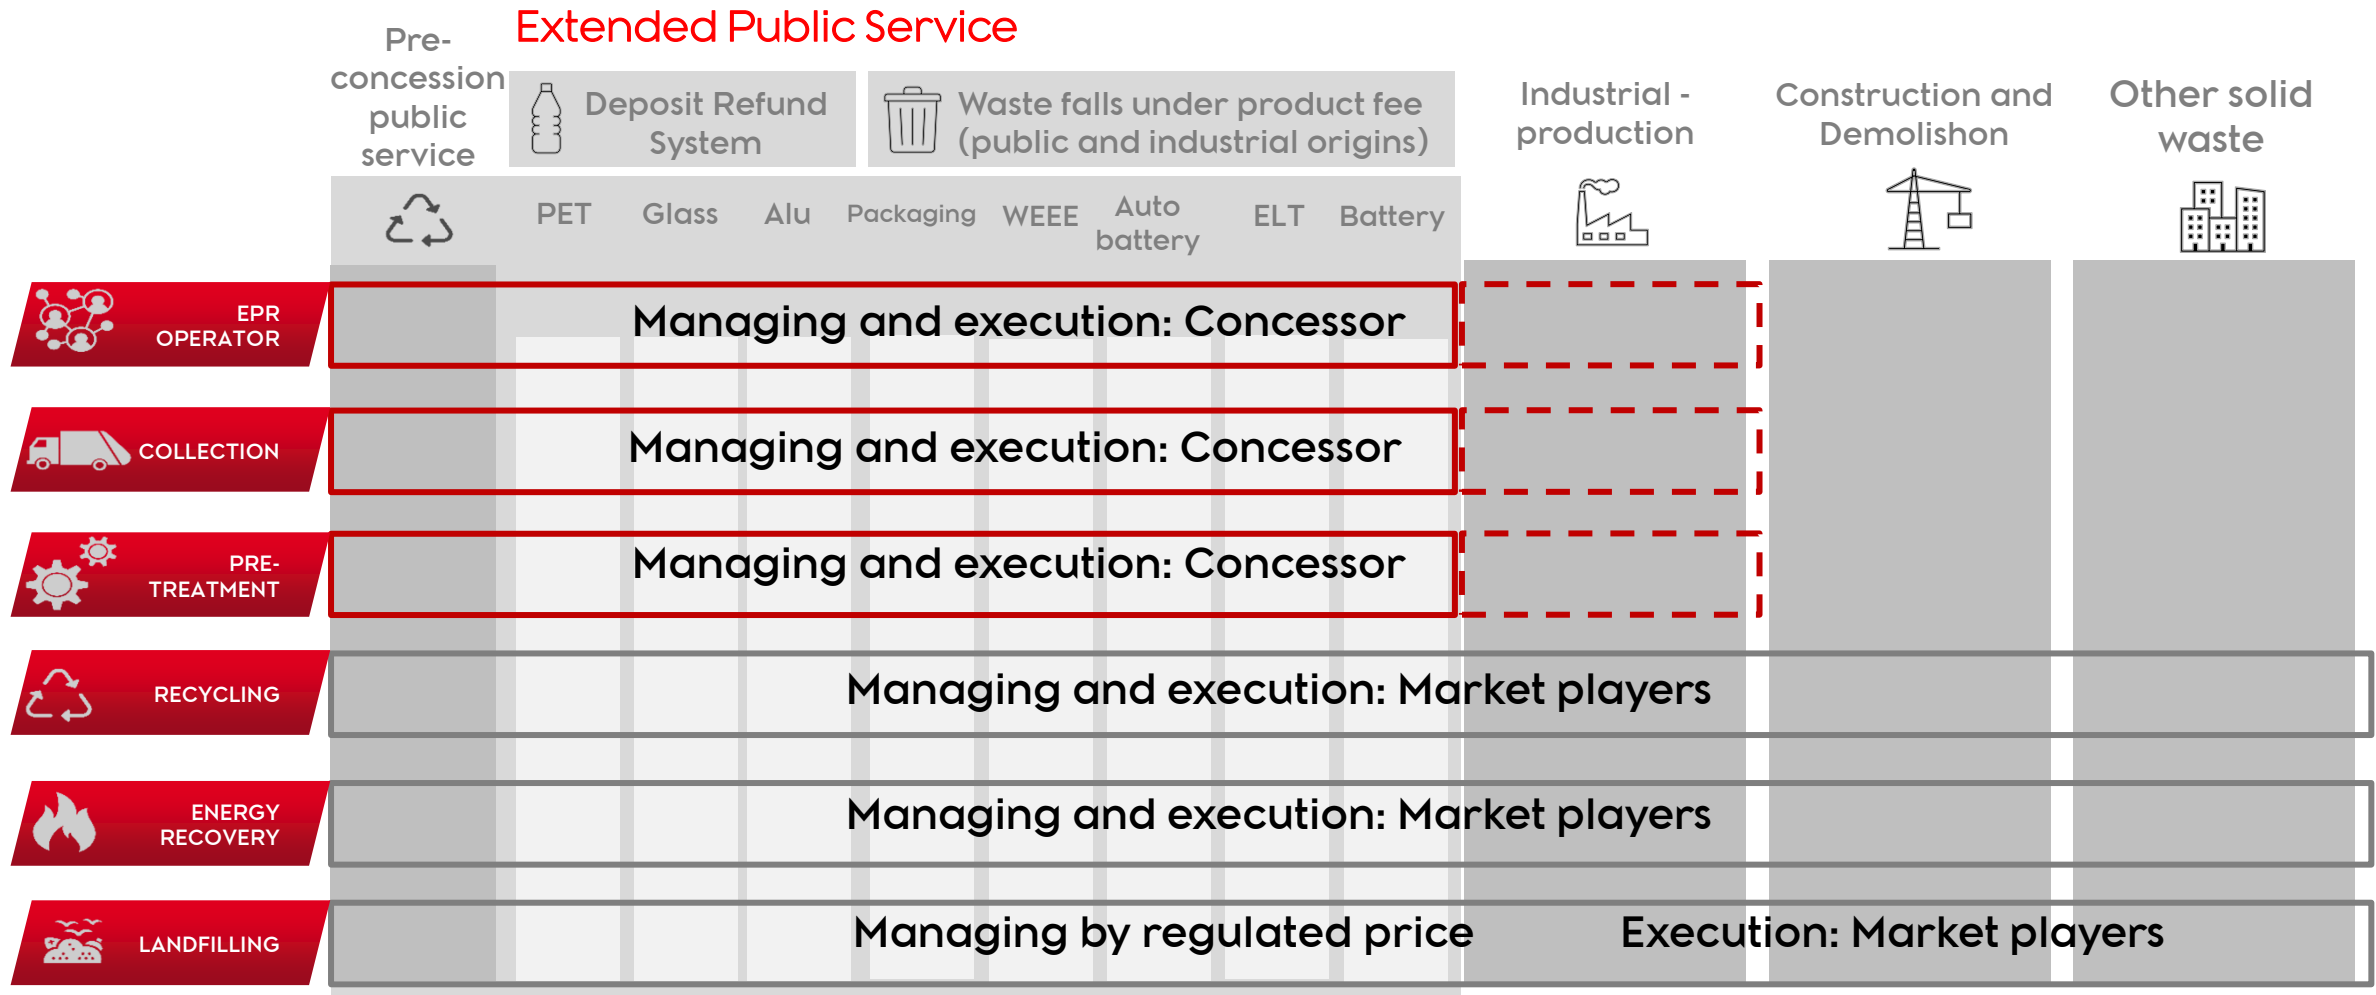 Extended Public Service
Pre-
concession
public
service
Deposit Refund
System
Waste falls under product fee
(public and industrial origins)
Industrial -
production
Construction and
Demolishon
Other solid
waste
PET
Glass
Alu
Packaging
WEEE
Auto
battery
ELT
Battery
EPR
OPERATOR
Managing and execution: Concessor
COLLECTION
Managing and execution: Concessor
PRE-
TREATMENT
Managing and execution: Concessor
RECYCLING
Managing and execution: Market players
ENERGY
RECOVERY
Managing and execution: Market players
LANDFILLING
Managing by regulated price
Execution: Market players